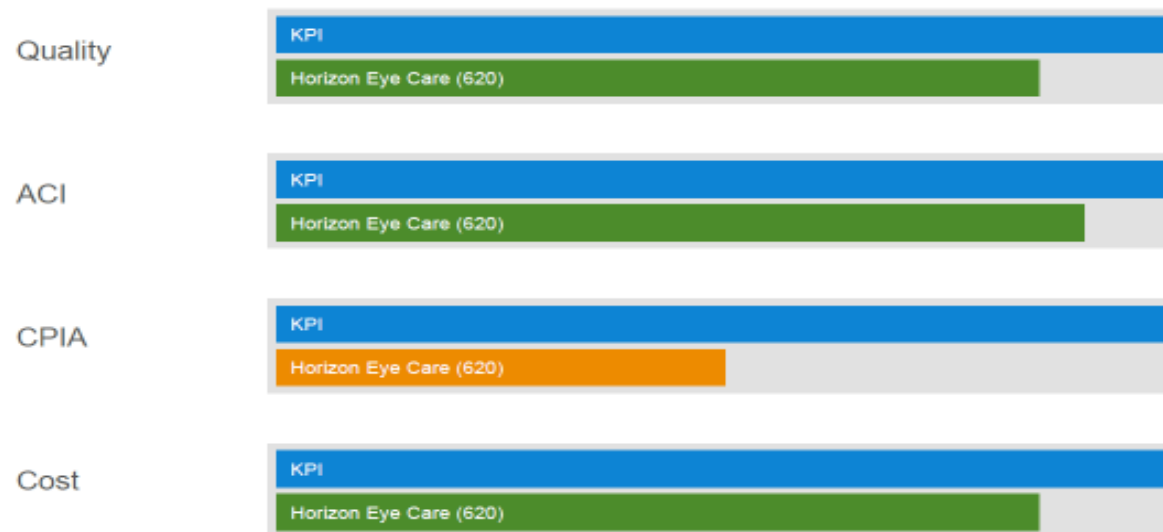 Quality
KPI
Horizon Eye Care (620)
ACI
KPI
Horizon Eye Care (620)
CPIA
KPI
Horizon Eye Care (620)
Cost
KPI
Horizon Eye Care (620)